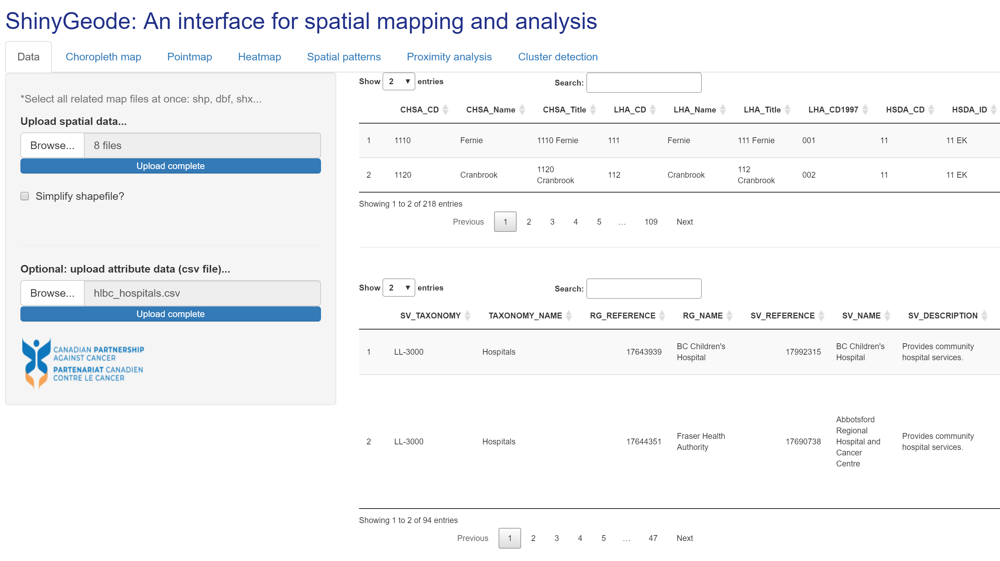 ShinyGeode: An interface for spatial mapping and analysis
Data Choropleth map Pointmap Heatmap Spatial patterns Proximity analysis Cluster detection
*Select all related map files at once: shp, dbf, shx...
Upload spatial data...
Browse... 8 files
Upload complete
Simplify shapefile?
Optional: upload attribute data (csv file)...
Browse... hlbc_hospitals.csv
Upload complete
CANADIAN PARTNERSHIP
AGAINST CANCER
PARTENARIAT CANADIEN
CONTRE LE CANCER
Show 2 entries Search:
CHSA_CD CHSA_Name CHSA_Title LHA_CD LHA_Name LHA_Title LHA_CD1997 HSDA_CD HSDA_ID
1 1110 Fernie 1110 Fernie 111 Fernie 111 Fernie 001 11 11 EK
2 1120 Cranbrook 1120 Cranbrook 112 Cranbrook 112 Cranbrook 002 11 11 EK
Showing 1 to 2 of 218 entries
Previous 1 2 3 4 5 ... 109 Next
Show 2 entries Search:
SV_TAXONOMY TAXONOMY_NAME RG_REFERENCE RG_NAME SV_REFERENCE SV_NAME SV_DESCRIPTION
1 LL-3000 Hospitals 17643939 BC Children's Hospital 17992315 BC Children's Hospital Provides community hospital services.
2 LL-3000 Hospitals 17644351 Fraser Health Authority 17690738 Abbotsford Regional Hospital and Cancer Centre Provides community hospital services.
Showing 1 to 2 of 94 entries
Previous 1 2 3 4 5 ... 47 Next